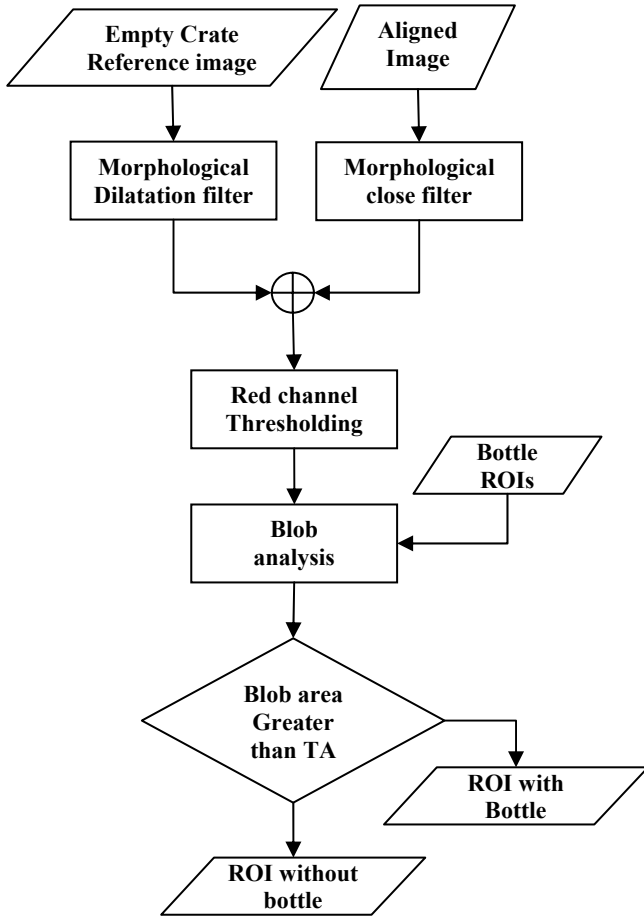 Empty Crate
Reference image
Aligned
Image
Morphological
Dilatation filter
Morphological
close filter
Red channel
Thresholding
Bottle
ROIs
Blob
analysis
Blob area
Greater
than TA
ROI with
Bottle
ROI without
bottle